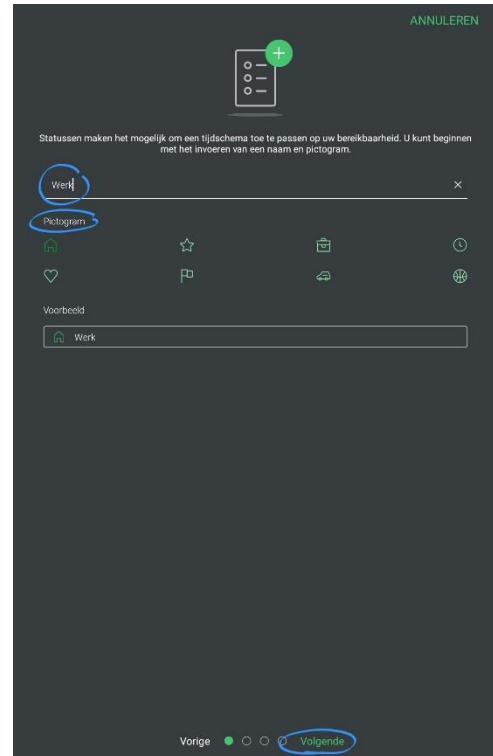 ANNULEREN
Statussen maken het mogelijk om een tijdschema toe te passen op uw bereikbaarheid. U kunt beginnen
met het invoeren van een naam en pictogram.
Werk
Pictogram
Voorbeeld
Werk
Vorige Volgende